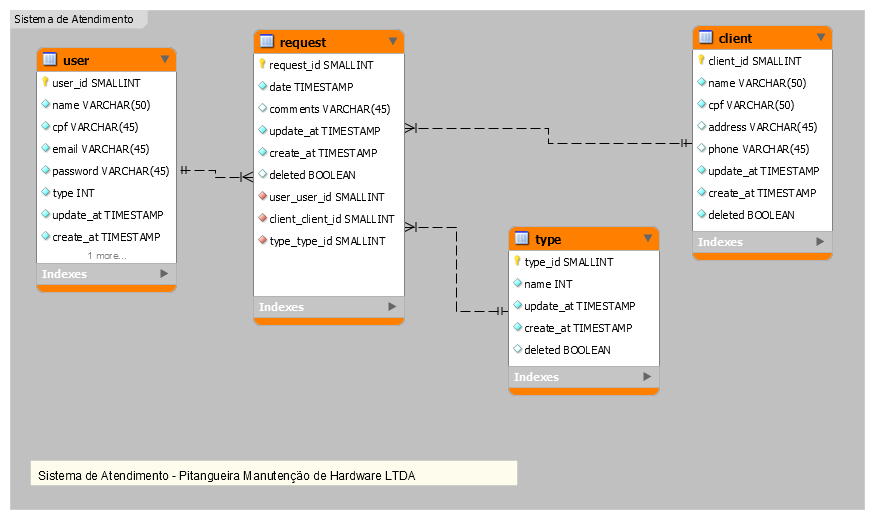 Sistema de Atendimento
user
user_id SMALLINT
name VARCHAR(50)
cpf VARCHAR(45)
email VARCHAR(45)
password VARCHAR(45)
type INT
update_at TIMESTAMP
create_at TIMESTAMP
1 more...
Indexes
request
request_id SMALLINT
date TIMESTAMP
comments VARCHAR(45)
update_at TIMESTAMP
create_at TIMESTAMP
deleted BOOLEAN
user_user_id SMALLINT
client_client_id SMALLINT
type_type_id SMALLINT
Indexes
client
client_id SMALLINT
name VARCHAR(50)
cpf VARCHAR(50)
address VARCHAR(45)
phone VARCHAR(45)
update_at TIMESTAMP
create_at TIMESTAMP
deleted BOOLEAN
Indexes
type
type_id SMALLINT
name INT
update_at TIMESTAMP
create_at TIMESTAMP
deleted BOOLEAN
Indexes
Sistema de Atendimento - Pitangueira Manutenção de Hardware LTDA